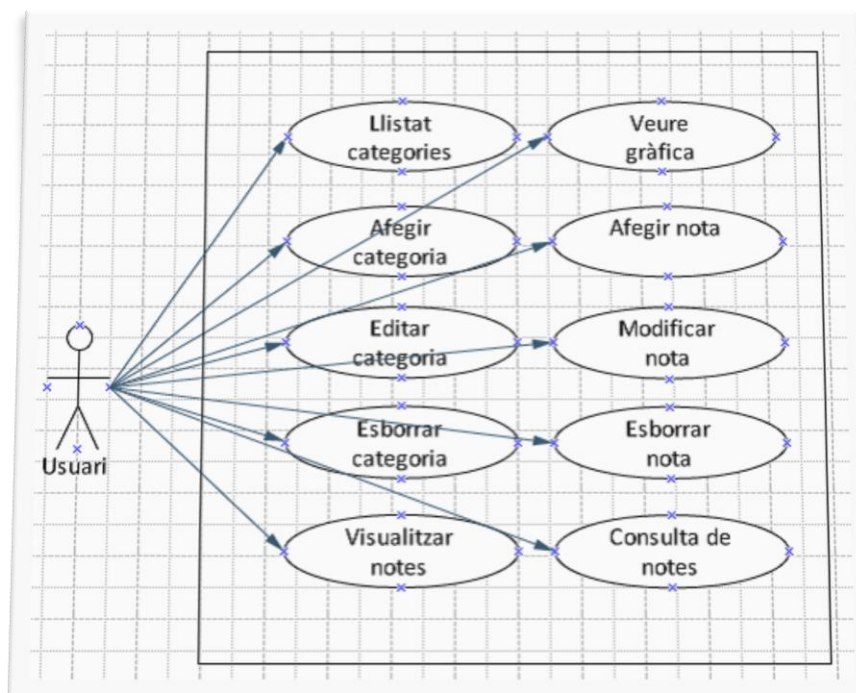 Llistat
categories
Veure
gràfica
Afegir
categoria
Afegir nota
Editar
categoria
Modificar
nota
Esborrar
categoria
Esborrar
nota
Usuari
Visualitzar
notes
Consulta de
notes